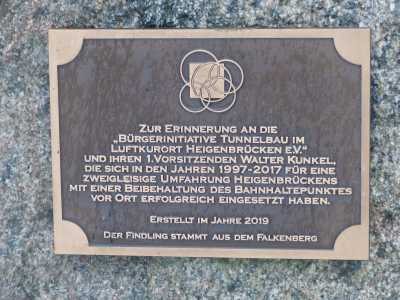 Zur Erinnerung an die
„Bürgerinitiative Tunnelbau im
Luftkurort Heigenbrücken e.V."
und ihren 1.Vorsitzenden Walter Kunkel,
die sich in den Jahren 1997-2017 für eine
zweigleisige Umfahrung Heigenbrückens
mit einer Beibehaltung des Bahnhaltepunktes
vor Ort erfolgreich eingesetzt haben.
Erstellt im Jahre 2019
Der Findling stammt aus dem Falkenberg